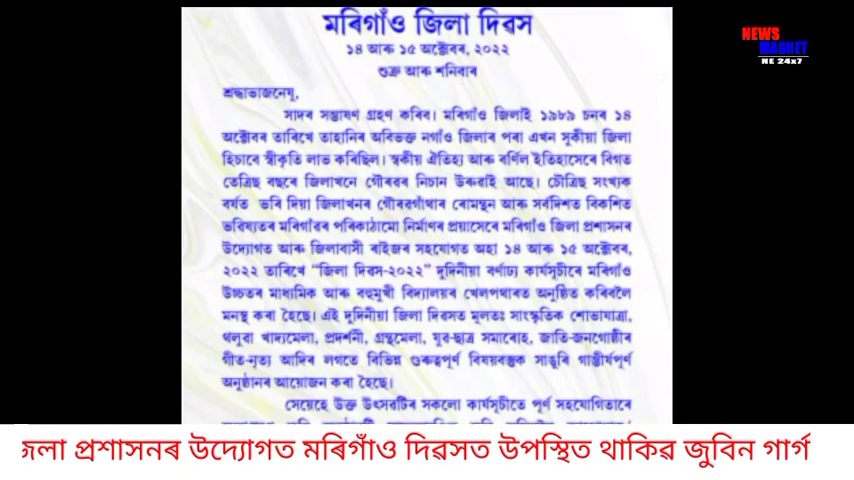 মৰিগাঁও জিলা দিৱস
১৪ আৰু ১৫ অক্টোবৰ, ২০২২
শুক্ৰ আৰু শনিবাৰ
NEWS
MAGNET
NE 24x7
শ্ৰদ্ধাভাজনেষু,
সাদৰ সম্ভাষণ গ্ৰহণ কৰিব। মৰিগাঁও জিলাই ১৯৮৯ চনৰ ১৪
অক্টোবৰ তাৰিখে তাহানিৰ অবিভক্ত নগাঁও জিলাৰ পৰা এখন সুকীয়া জিলা
হিচাবে স্বীকৃতি লাভ কৰিছিল। স্বকীয় ঐতিহ্য আৰু বৰ্ণিল ইতিহাসেৰে বিগত
তেত্ৰিছ বছৰে জিলাখনে গৌৰৱৰ নিচান উৰুৱাই আছে। চৌত্ৰিছ সংখ্যক
বৰ্ষত ভৰি দিয়া জিলাখনৰ গৌৰৱগাঁথাৰ ৰোমন্থন আৰু সৰ্বদিশত বিকশিত
ভৱিষ্যতৰ মৰিগাঁৱৰ পৰিকাঠামো নিৰ্মাণৰ প্ৰয়াসেৰে মৰিগাঁও জিলা প্ৰশাসনৰ
উদ্যোগত আৰু জিলাবাসী ৰাইজৰ সহযোগত অহা ১৪ আৰু ১৫ অক্টোবৰ,
২০২২ তাৰিখে “জিলা দিৱস-২০২২” দুদিনীয়া বৰ্ণাঢ্য কাৰ্যসূচীৰে মৰিগাঁও
উচ্চতৰ মাধ্যমিক আৰু বহুমুখী বিদ্যালয়ৰ খেলপথাৰত অনুষ্ঠিত কৰিবলৈ
মনস্থ কৰা হৈছে। এই দুদিনীয়া জিলা দিৱসত মূলতঃ সাংস্কৃতিক শোভাযাত্ৰা,
থলুৱা খাদ্যমেলা, প্ৰদৰ্শনী, গ্ৰন্থমেলা, যুৱ-ছাত্ৰ সমাৰোহ, জাতি-জনগোষ্ঠীৰ
গীত-নৃত্য আদিৰ লগতে বিভিন্ন গুৰুত্বপূৰ্ণ বিষয়বস্তুক সাঙুৰি গাম্ভীৰ্যপূৰ্ণ
অনুষ্ঠানৰ আয়োজন কৰা হৈছে।
সেয়েহে উক্ত উৎসৱটিৰ সকলো কাৰ্যসূচীতে পূৰ্ণ সহযোগিতাৰে
জিলা প্ৰশাসনৰ উদ্যোগত মৰিগাঁও দিৱসত উপস্থিত থাকিৱ জুবিন গাৰ্গ